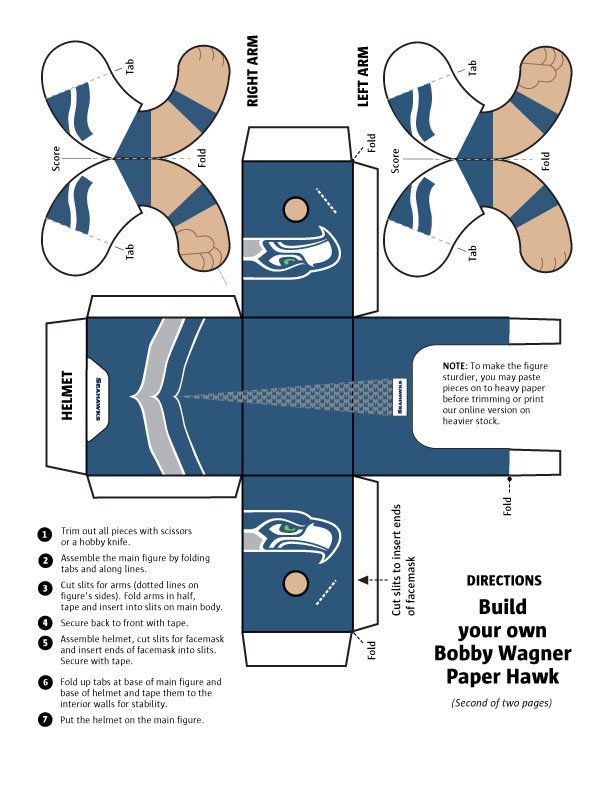 RIGHT ARM
LEFT ARM
Tab
Score
Fold
Tab
Tab
Score
Fold
Tab
Fold
HELMET
SEAHAWKS
SEAHAWKS
NOTE: To make the figure
sturdier, you may paste
pieces on to heavy paper
before trimming or print
our online version on
heavier stock.
Fold
Cut slits to insert ends
of facemask
Fold
1 Trim out all pieces with scissors
or a hobby knife.
2 Assemble the main figure by folding
tabs and along lines.
3 Cut slits for arms (dotted lines on
figure's sides). Fold arms in half,
tape and insert into slits on main body.
4 Secure back to front with tape.
5 Assemble helmet, cut slits for facemask
and insert ends of facemask into slits.
Secure with tape.
6 Fold up tabs at base of main figure and
base of helmet and tape them to the
interior walls for stability.
7 Put the helmet on the main figure.
DIRECTIONS
Build
your own
Bobby Wagner
Paper Hawk
(Second of two pages)